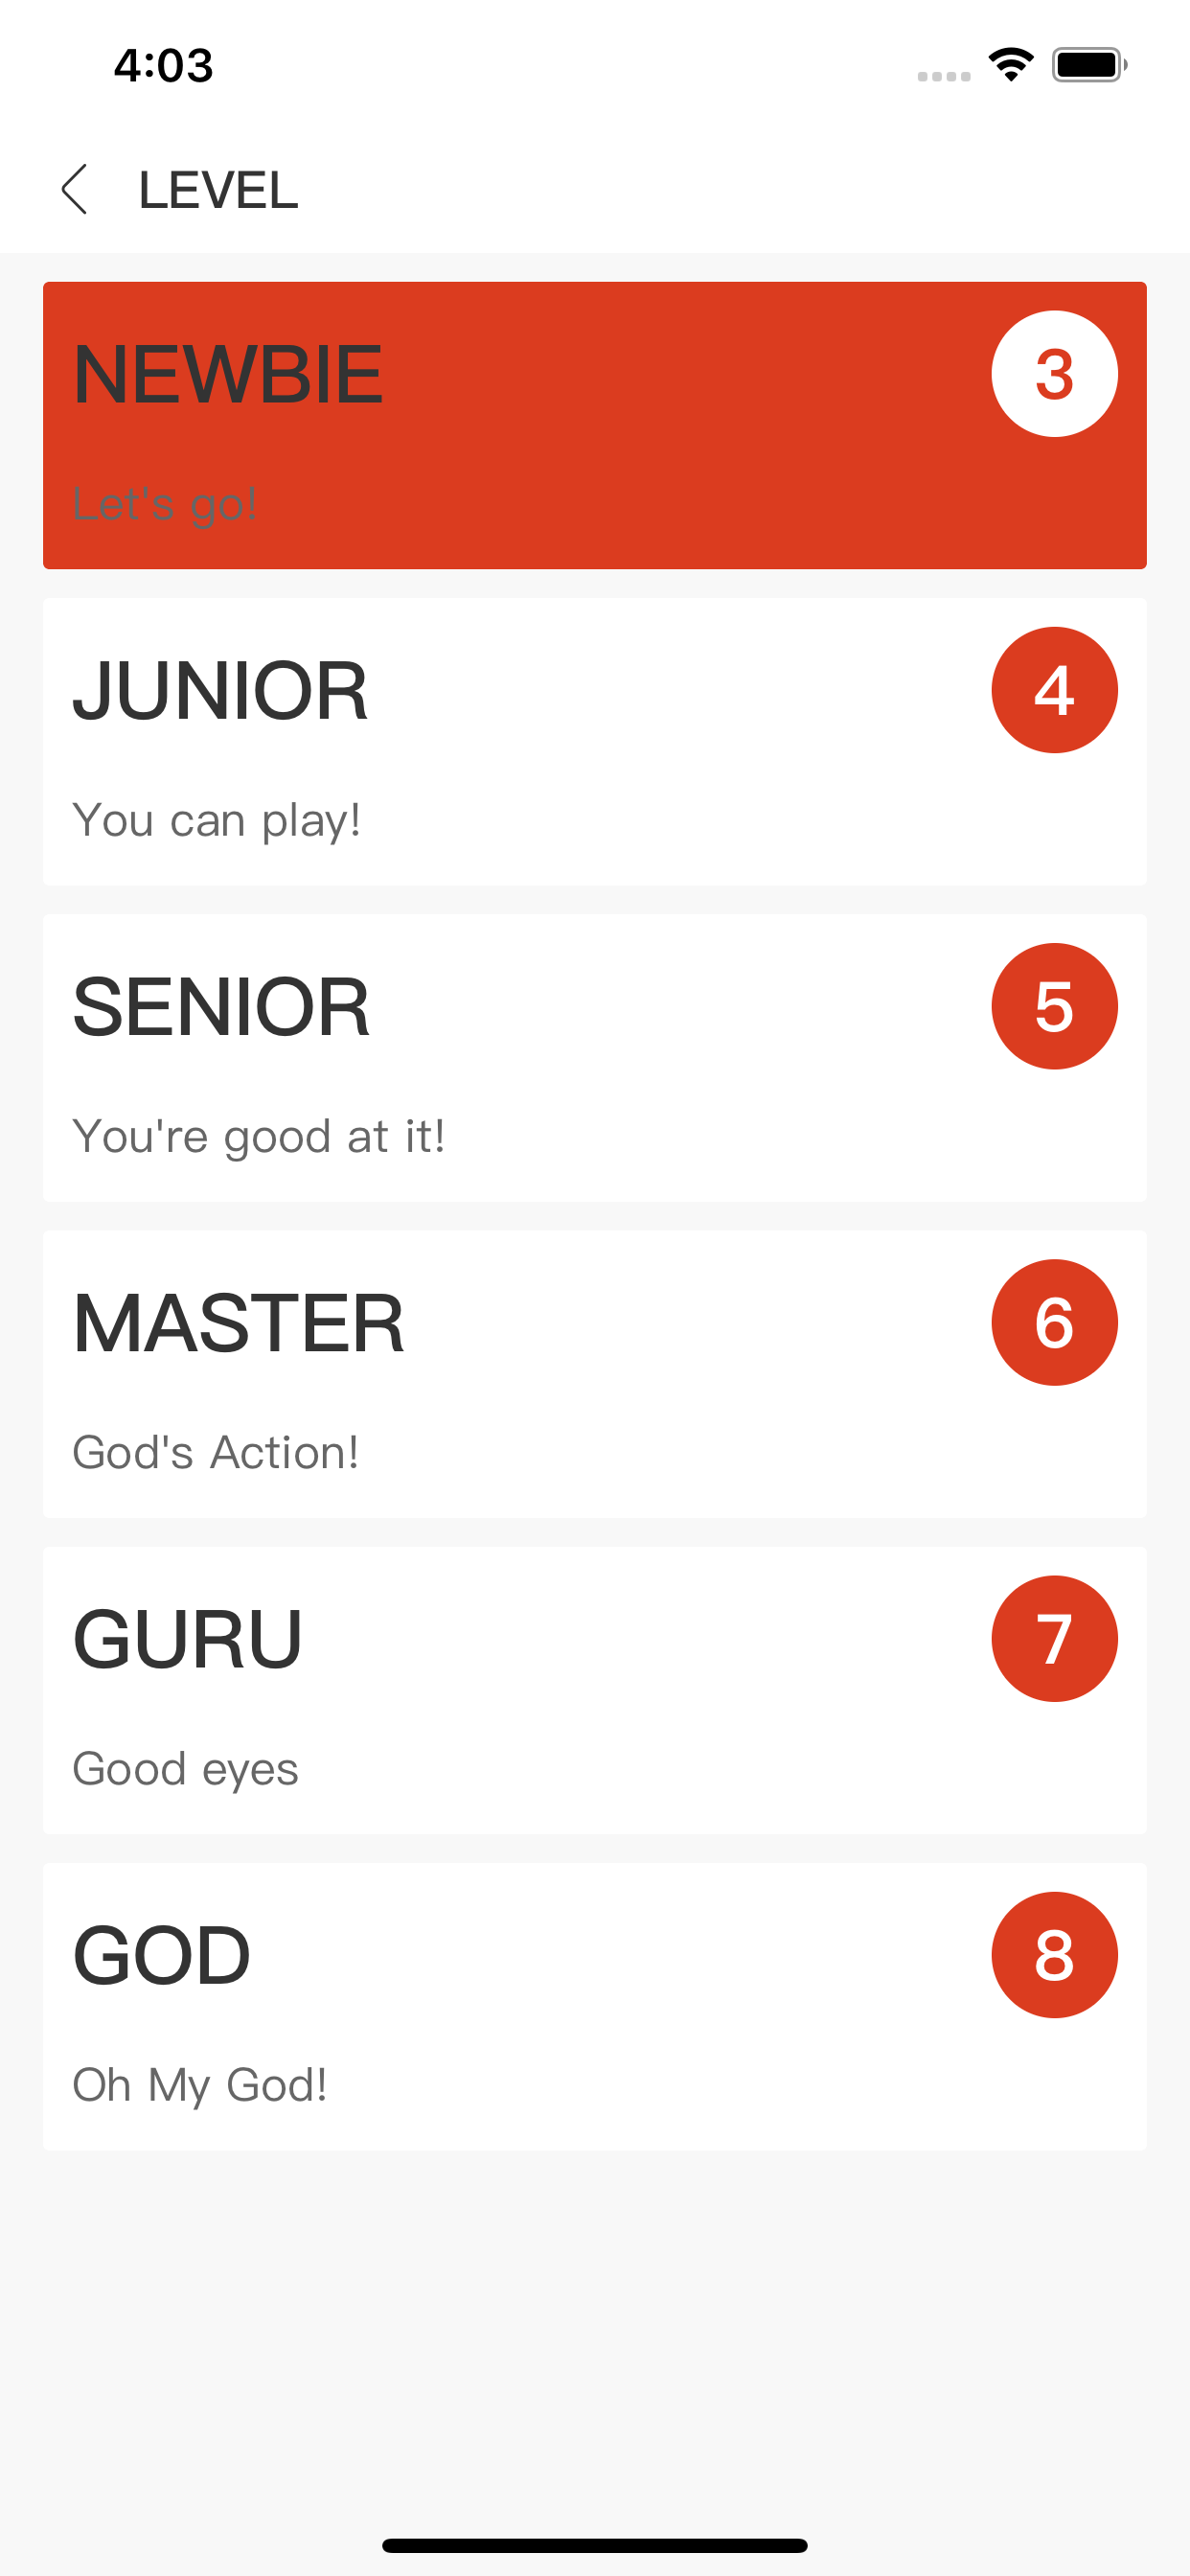 4:03
LEVEL
NEWBIE
3
Let's go!
JUNIOR
4
You can play!
SENIOR
5
You're good at it!
MASTER
6
God's Action!
GURU
7
Good eyes
GOD
8
Oh My God!